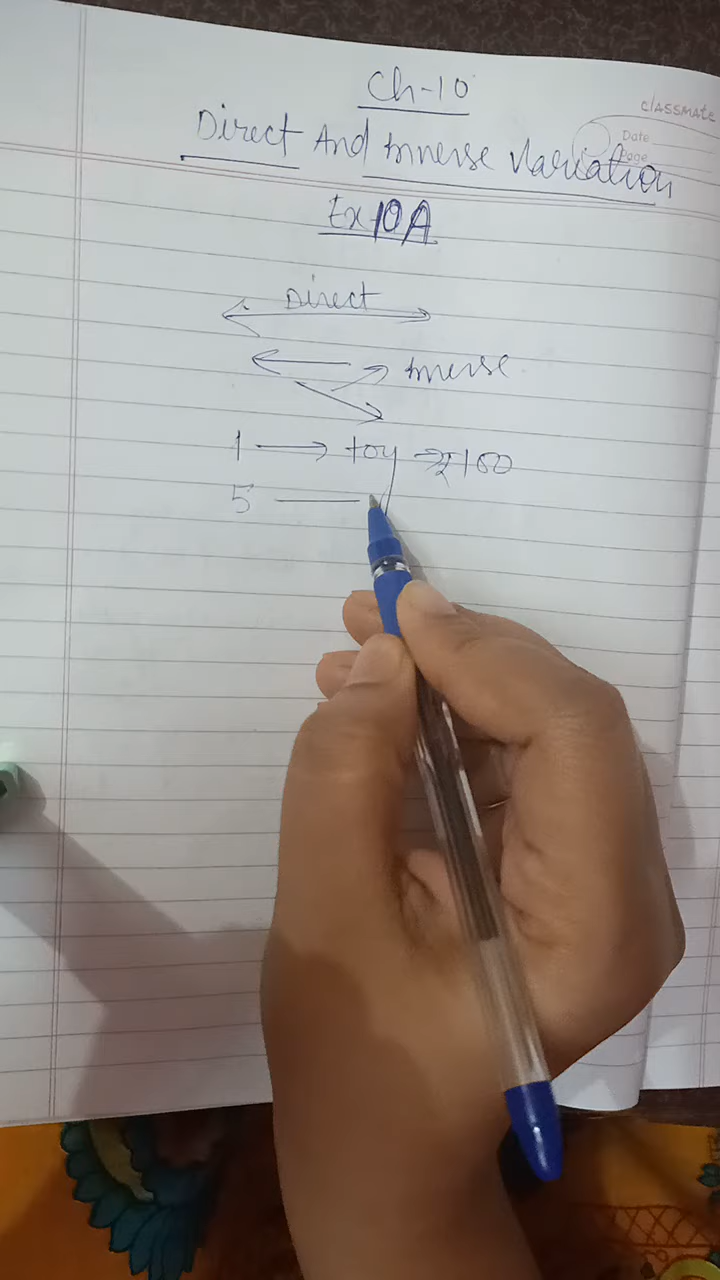 Ch-10
classmate
Date
Page
Direct And Inverse Variation
Ex 10A
Direct
Inverse
1 → toy → ₹100
5 —